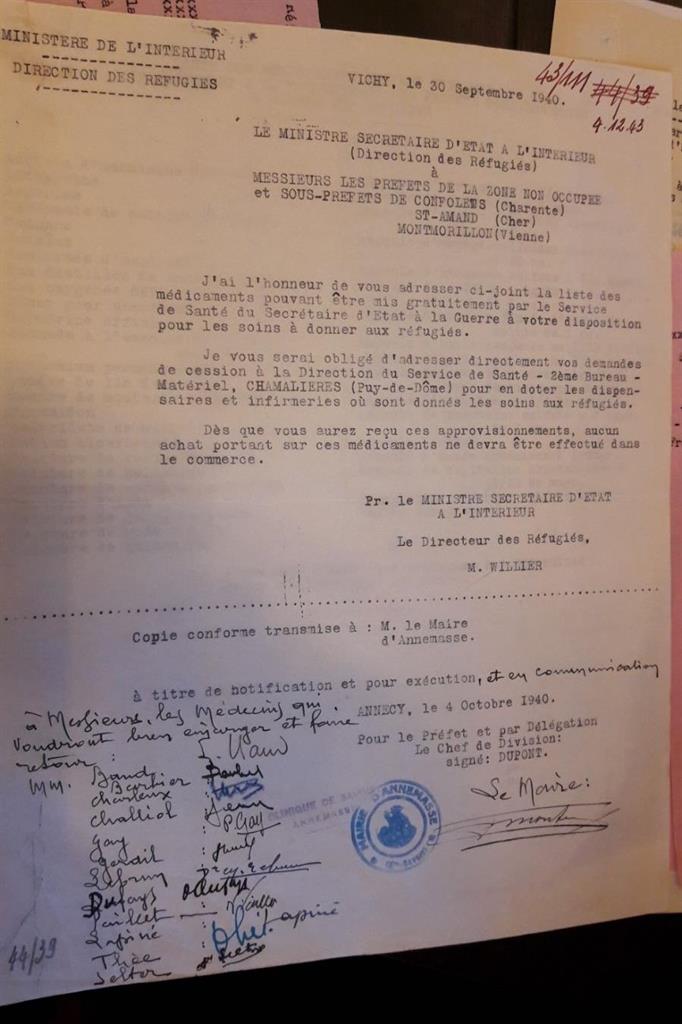 MINISTERE DE L'INTERIEUR
DIRECTION DES REFUGIES
VICHY, le 30 Septembre 1940.
43/111 44/39
4.12.43
LE MINISTRE SECRETAIRE D'ETAT A L'INTERIEUR
(Direction des Réfugiés)
à
MESSIEURS LES PREFETS DE LA ZONE NON OCCUPEE
et SOUS-PREFETS DE CONFOLENS (Charente)
ST-AMAND (Cher)
MONTMORILLON(Vienne)
J'ai l'honneur de vous adresser ci-joint la liste des
médicaments pouvant être mis gratuitement par le Service
de Santé du Secrétaire d'Etat à la Guerre à votre disposition
pour les soins à donner aux réfugiés.
Je vous serai obligé d'adresser directement vos demandes
de cession à la Direction du Service de Santé - 2ème Bureau -
Matériel, CHAMALIERES (Puy-de-Dôme) pour en doter les dispen-
saires et infirmeries où sont donnés les soins aux réfugiés.
Dès que vous aurez reçu ces approvisionnements, aucun
achat portant sur ces médicaments ne devra être effectué dans
le commerce.
Pr. le MINISTRE SECRETAIRE D'ETAT
A L'INTERIEUR
Le Directeur des Réfugiés,
M. WILLIER
Copie conforme transmise à : M. le Maire
d'Annemasse.
à titre de notification et pour exécution, et en communication
à Messieurs les Médecins qui
voudront bien émarger et faire
retour :
ANNECY, le 4 Octobre 1940.
Pour le Préfet et par Délégation
Le Chef de Division:
signé: DUPONT.
Le Maire:
MM.
Charleux
Challiol
Gay : P. Gay
Lapiné : Lapiné
Thée
MAIRIE D'ANNEMASSE
CLINIQUE DE
44/39